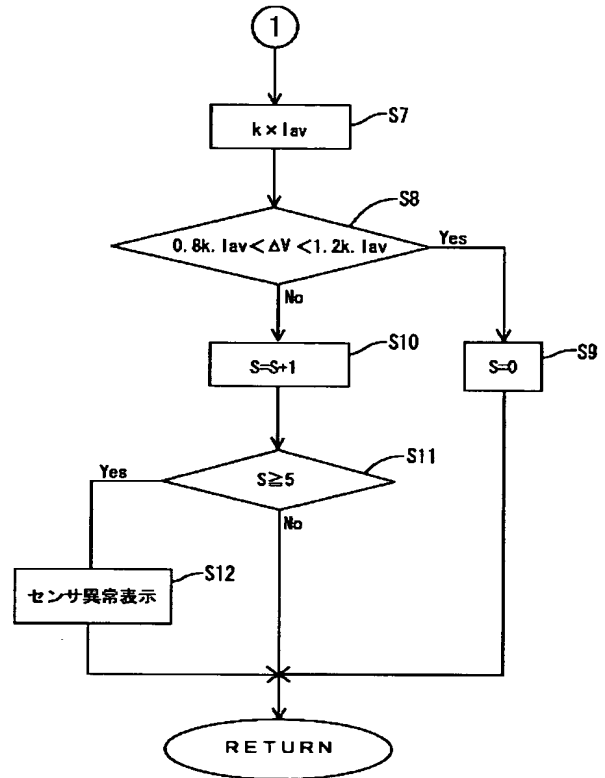 1
k×Iav
S7
S8
0.8k.Iav<ΔV<1.2k.Iav
Yes
No
S10
S=S+1
S9
S=0
S11
S≧5
Yes
No
S12
センサ異常表示
RETURN